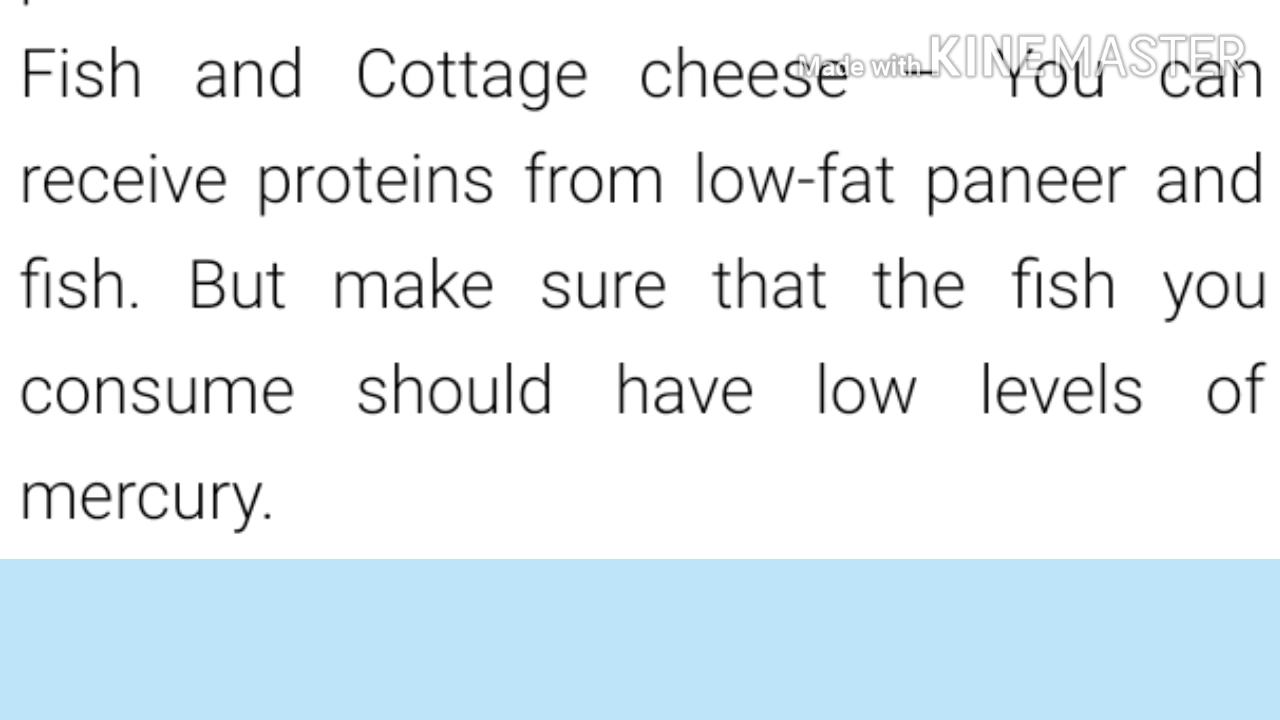 Fish and Cottage cheese – You can
Made with KINEMASTER
receive proteins from low-fat paneer and
fish. But make sure that the fish you
consume should have low levels of
mercury.